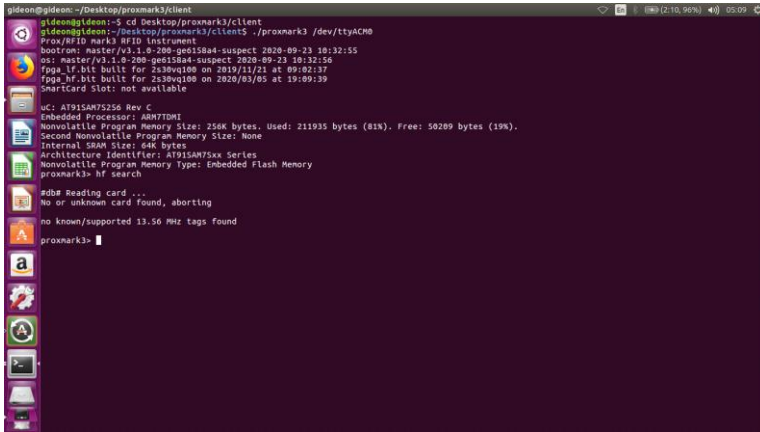 gideon@gideon: ~/Desktop/proxmark3/client
En (2:10, 96%) 05:09
gideon@gideon:~$ cd Desktop/proxmark3/client
gideon@gideon:~/Desktop/proxmark3/client$ ./proxmark3 /dev/ttyACM0
Prox/RFID mark3 RFID instrument
bootrom: master/v3.1.0-200-ge6158a4-suspect 2020-09-23 10:32:55
os: master/v3.1.0-200-ge6158a4-suspect 2020-09-23 10:32:56
fpga_lf.bit built for 2s30vq100 on 2019/11/21 at 09:02:37
fpga_hf.bit built for 2s30vq100 on 2020/03/05 at 19:09:39
SmartCard Slot: not available
uC: AT91SAM7S256 Rev C
Embedded Processor: ARM7TDMI
Nonvolatile Program Memory Size: 256K bytes. Used: 211935 bytes (81%). Free: 50209 bytes (19%).
Second Nonvolatile Program Memory Size: None
Internal SRAM Size: 64K bytes
Architecture Identifier: AT91SAM7Sxx Series
Nonvolatile Program Memory Type: Embedded Flash Memory
proxmark3> hf search
#db# Reading card ...
No or unknown card found, aborting
no known/supported 13.56 MHz tags found
proxmark3>